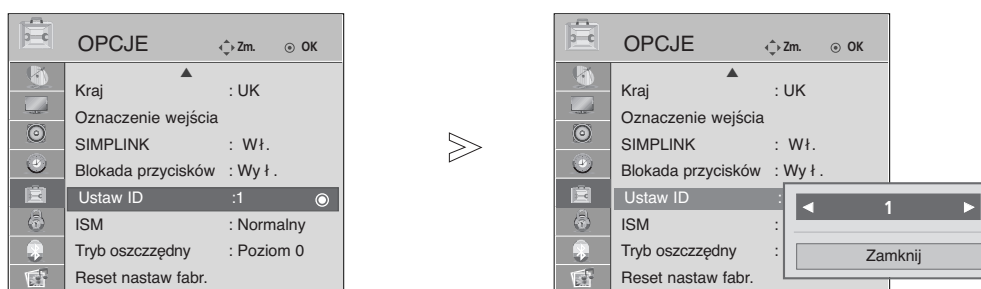 OPCJE Zm. OK
Kraj : UK
Oznaczenie wejścia
SIMPLINK : Wł.
Blokada przycisków : Wy ł .
Ustaw ID :1
ISM : Normalny
Tryb oszczędny : Poziom 0
Reset nastaw fabr.
OPCJE Zm. OK
Kraj : UK
Oznaczenie wejścia
SIMPLINK : Wł.
Blokada przycisków : Wy ł .
Ustaw ID :
1
ISM :
Tryb oszczędny :
Zamknij
Reset nastaw fabr.